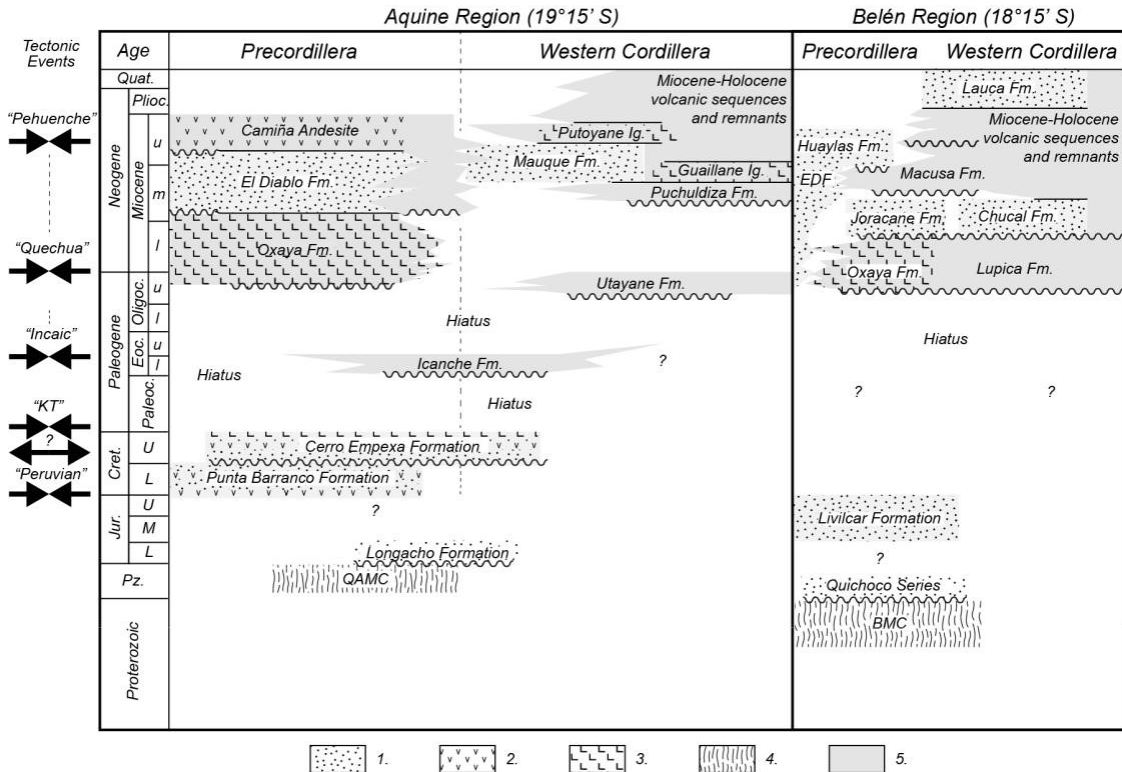 Aquine Region (19°15' S)
Belén Region (18°15' S)
Tectonic
Events
Age
Precordillera
Western Cordillera
Precordillera
Western Cordillera
"Pehuenche"
"Quechua"
"Incaic"
"KT"
?
"Peruvian"
Quat.
Neogene
Plioc.
Miocene
u
m
l
Paleogene
Oligoc.
u
l
Eoc.
u
l
Paleoc.
Cret.
U
L
Jur.
U
M
L
Pz.
Proterozoic
Camiña Andesite
El Diablo Fm.
Oxaya Fm.
Miocene-Holocene
volcanic sequences
and remnants
Putoyane Ig.
Mauque Fm.
Guaillane Ig.
Puchuldiza Fm.
Utayane Fm.
Hiatus
Icanche Fm.
?
Hiatus
Hiatus
Cerro Empexa Formation
Punta Barranco Formation
?
Longacho Formation
QAMC
Lauca Fm.
Miocene-Holocene
volcanic sequences
and remnants
Huaylas Fm.
EDF
Macusa Fm.
Joracane Fm.
Chucal Fm.
Oxaya Fm.
Lupica Fm.
Hiatus
?
?
Livilcar Formation
?
Quichoco Series
BMC
1.
2.
3.
4.
5.